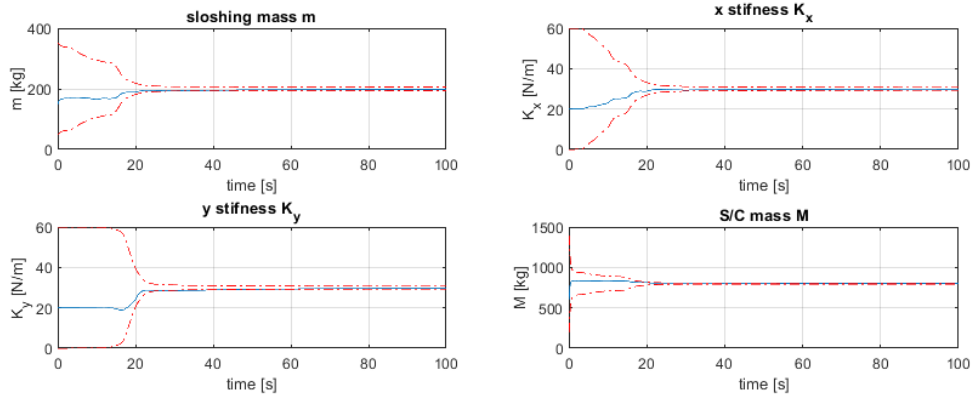 sloshing mass m
400
200
0
m [kg]
0 20 40 60 80 100
time [s]
x stifness K_x
60
40
20
0
K_x [N/m]
0 20 40 60 80 100
time [s]
y stifness K_y
60
40
20
0
K_y [N/m]
0 20 40 60 80 100
time [s]
S/C mass M
1500
1000
500
0
M [kg]
0 20 40 60 80 100
time [s]